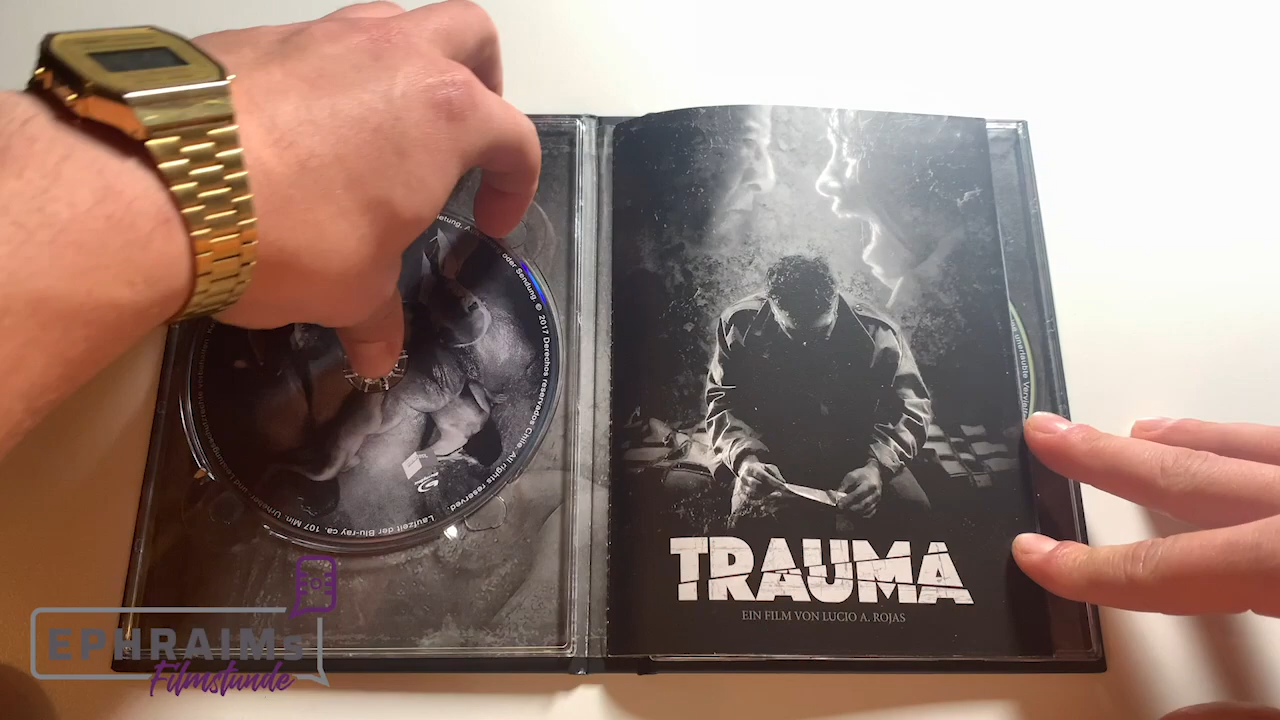 oder Sendung. © 2017 Derechos reservados Chile. All rights reserved.
Laufzeit der Blu-ray ca. 107 Min.
TRAUMA
EIN FILM VON LUCIO A. ROJAS
EPHRAIMs
Filmstunde